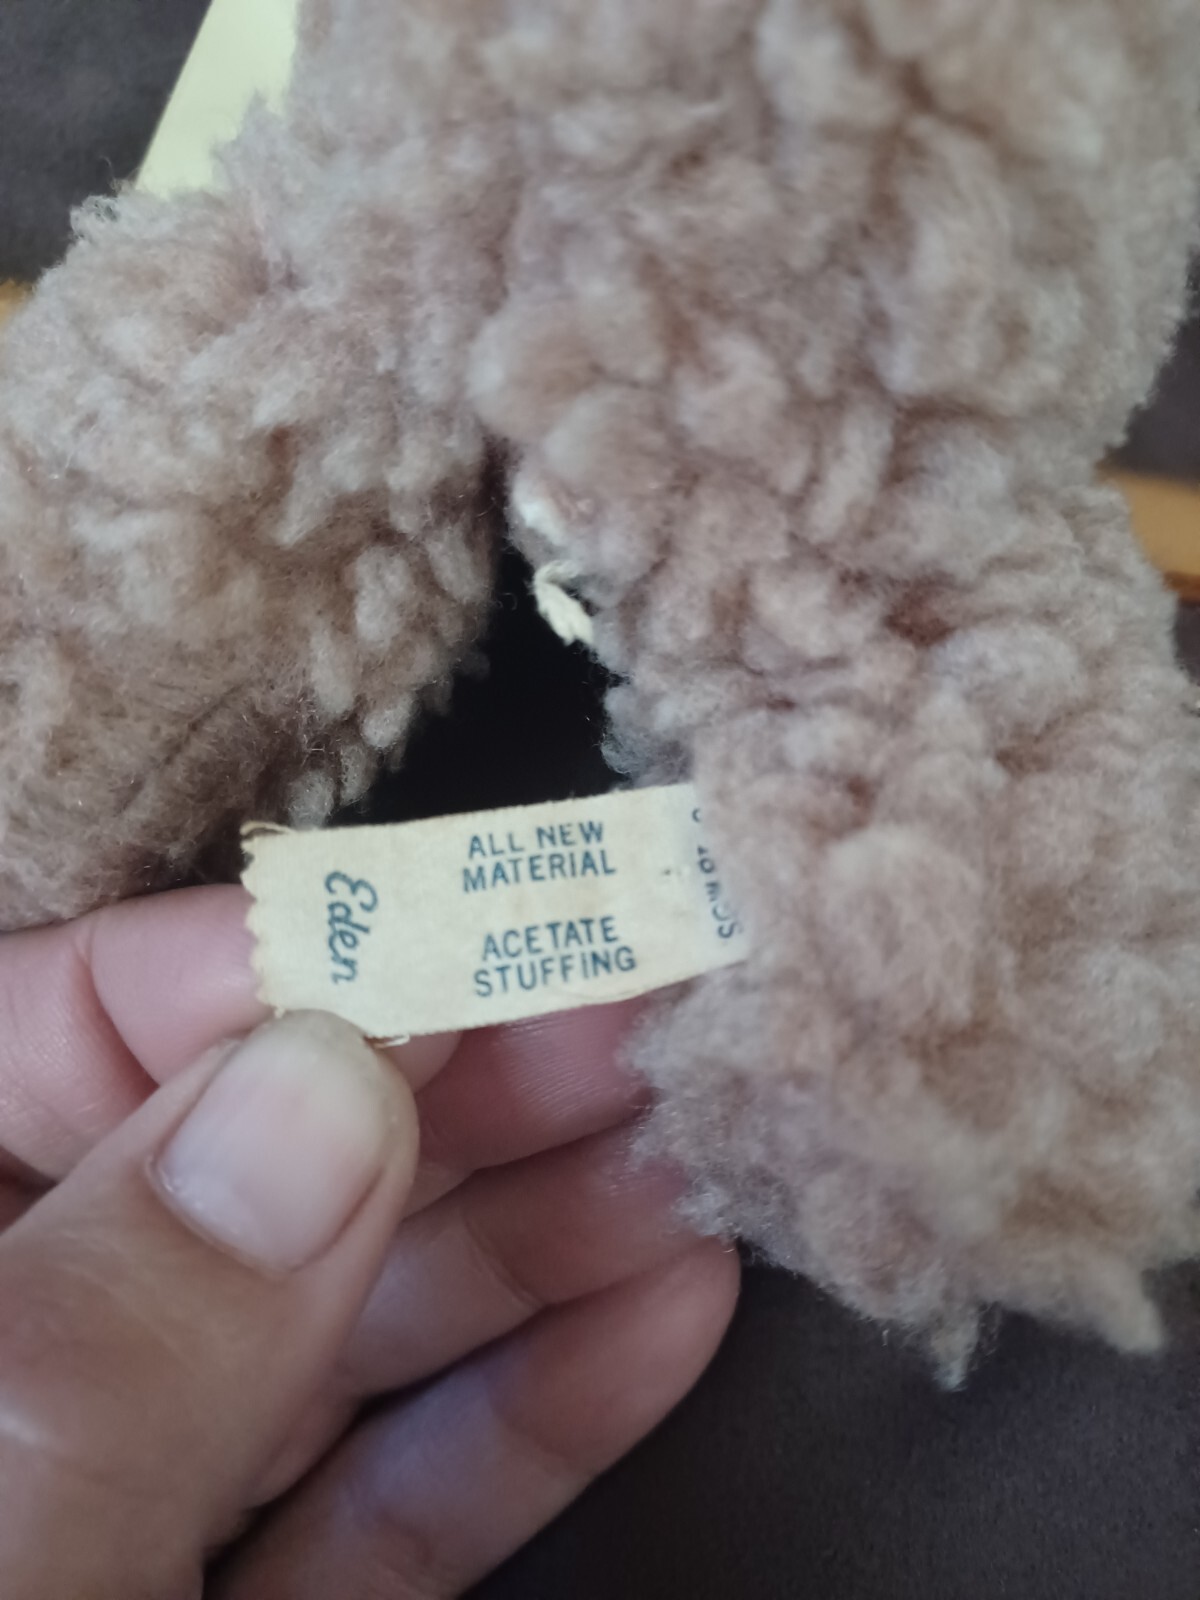 ALL NEW
MATERIAL
ACETATE
STUFFING
Eden